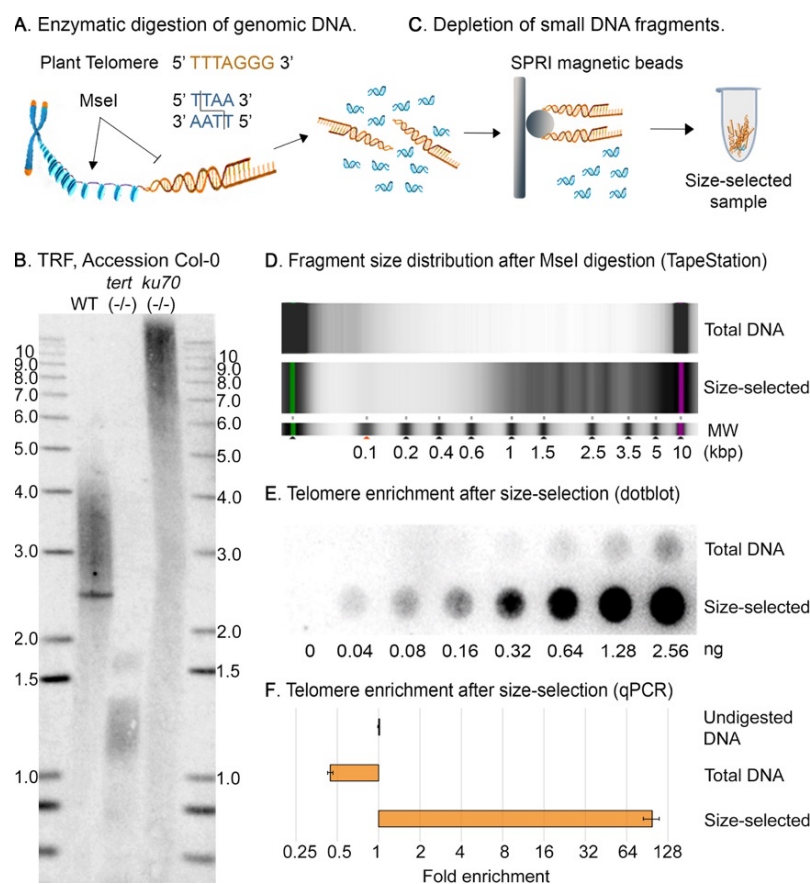 A. Enzymatic digestion of genomic DNA.
Plant Telomere 5' TTTAGGG 3'
MseI
5' TTAA 3'
3' AATT 5'
C. Depletion of small DNA fragments.
SPRI magnetic beads
Size-selected
sample
B. TRF, Accession Col-0
tert ku70
WT (-/-) (-/-)
10
9.0
8.0
7.0
6.0
5.0
4.0
3.0
2.0
1.5
1.0
10
9.0
8.0
7.0
6.0
5.0
4.0
3.0
2.0
1.5
1.0
D. Fragment size distribution after MseI digestion (TapeStation)
Total DNA
Size-selected
MW
0.1 0.2 0.4 0.6 1 1.5 2.5 3.5 5 10 (kbp)
E. Telomere enrichment after size-selection (dotblot)
Total DNA
Size-selected
0 0.04 0.08 0.16 0.32 0.64 1.28 2.56 ng
F. Telomere enrichment after size-selection (qPCR)
Undigested
DNA
Total DNA
Size-selected
0.25 0.5 1 2 4 8 16 32 64 128
Fold enrichment